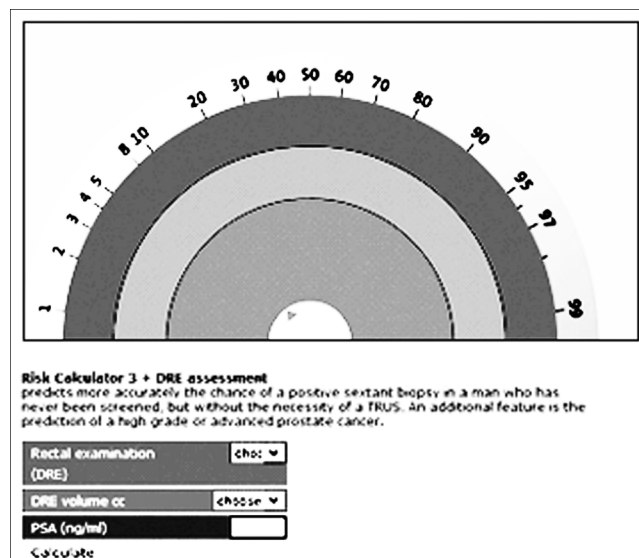 1 2 3 4 5 8 10 20 30 40 50 60 70 80 90 95 97 99
Risk Calculator 3 + DRE assessment
predicts more accurately the chance of a positive sextant biopsy in a man who has
never been screened, but without the necessity of a TRUS. An additional feature is the
prediction of a high grade or advanced prostate cancer.
Rectal examination
(DRE)
DRE volume cc choose
PSA (ng/ml)
Calculate